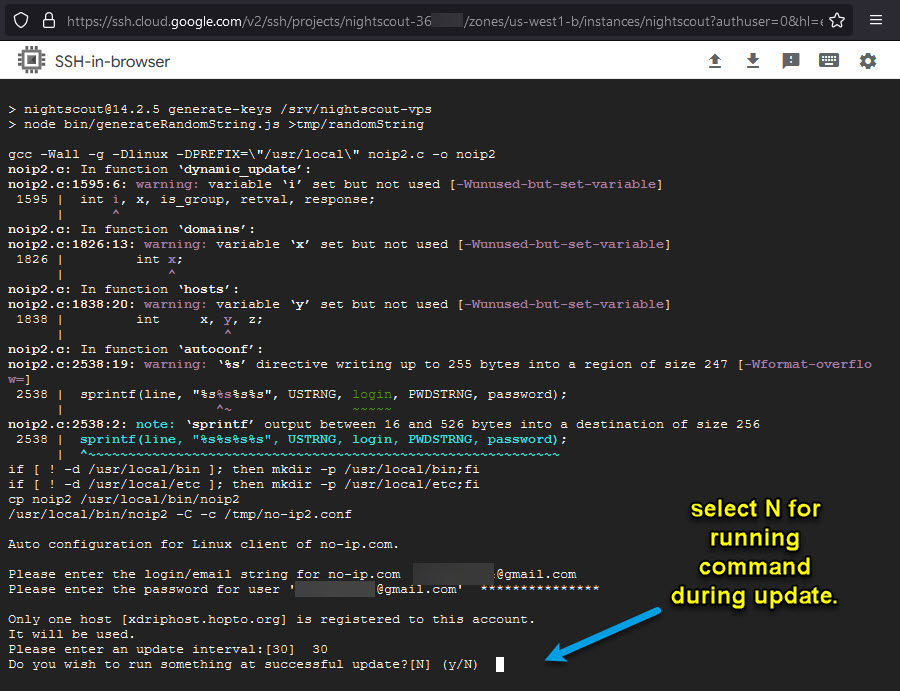 https://ssh.cloud.google.com/v2/ssh/projects/nightscout-36 /zones/us-west1-b/instances/nightscout?authuser=0&hl=
SSH-in-browser
> nightscout@14.2.5 generate-keys /srv/nightscout-vps
> node bin/generateRandomString.js >tmp/randomString
gcc -Wall -g -Dlinux -DPREFIX=\"/usr/local\" noip2.c -o noip2
noip2.c: In function ‘dynamic_update’:
noip2.c:1595:6: warning: variable ‘i’ set but not used [-Wunused-but-set-variable]
1595 | int i, x, is_group, retval, response;
| ^
noip2.c: In function ‘domains’:
noip2.c:1826:13: warning: variable ‘x’ set but not used [-Wunused-but-set-variable]
1826 | int x;
| ^
noip2.c: In function ‘hosts’:
noip2.c:1838:20: warning: variable ‘y’ set but not used [-Wunused-but-set-variable]
1838 | int x, y, z;
| ^
noip2.c: In function ‘autoconf’:
noip2.c:2538:19: warning: ‘%s’ directive writing up to 255 bytes into a region of size 247 [-Wformat-overflo
w=]
2538 | sprintf(line, "%s%s%s%s", USTRNG, login, PWDSTRNG, password);
| ^~ ~~~~~
noip2.c:2538:2: note: ‘sprintf’ output between 16 and 526 bytes into a destination of size 256
2538 | sprintf(line, "%s%s%s%s", USTRNG, login, PWDSTRNG, password);
| ^~~~~~~~~~~~~~~~~~~~~~~~~~~~~~~~~~~~~~~~~~~~~~~~~~~~~~~~~~~~
if [ ! -d /usr/local/bin ]; then mkdir -p /usr/local/bin;fi
if [ ! -d /usr/local/etc ]; then mkdir -p /usr/local/etc;fi
cp noip2 /usr/local/bin/noip2
/usr/local/bin/noip2 -C -c /tmp/no-ip2.conf
Auto configuration for Linux client of no-ip.com.
Please enter the login/email string for no-ip.com @gmail.com
Please enter the password for user ' @gmail.com' ***************
Only one host [xdriphost.hopto.org] is registered to this account.
It will be used.
Please enter an update interval:[30] 30
Do you wish to run something at successful update?[N] (y/N)
select N for
running
command
during update.